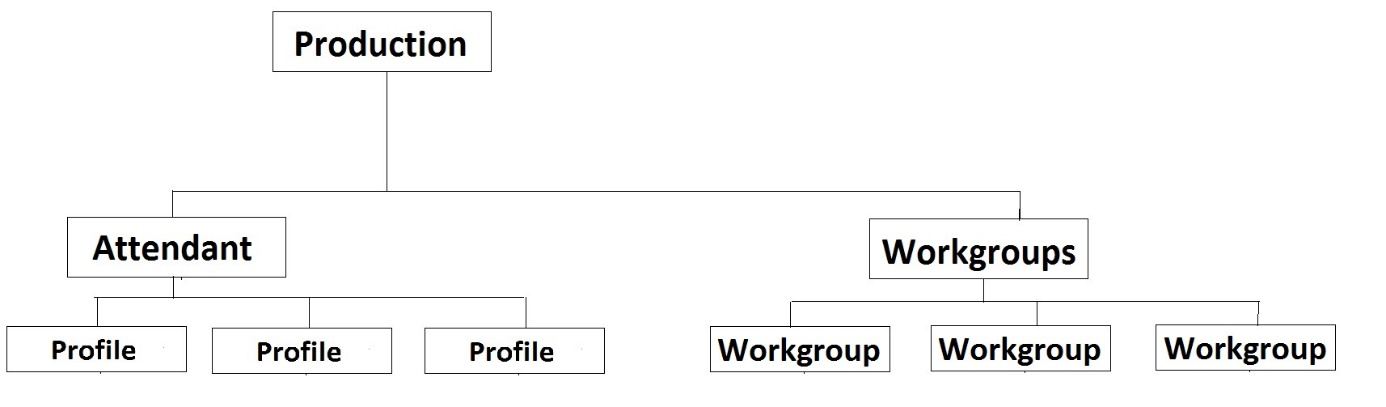 Production
Attendant
Workgroups
Profile
Profile
Profile
Workgroup
Workgroup
Workgroup